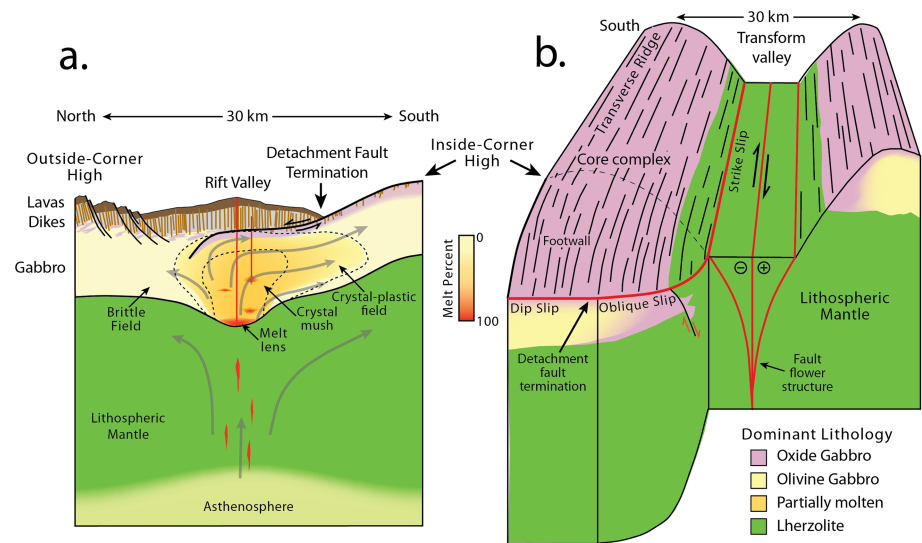 a.
North
30 km
South
Outside-Corner
High
Rift Valley
Detachment Fault
Termination
Inside-Corner
High
Lavas
Dikes
Gabbro
Brittle
Field
Melt
lens
Crystal
mush
Crystal-plastic
field
Lithospheric
Mantle
Asthenosphere
Melt Percent
0
100
b.
South
30 km
Transform
valley
Transverse Ridge
Core complex
Strike Slip
Footwall
Dip Slip
Oblique Slip
Detachment
fault
termination
Lithospheric
Mantle
Fault
flower
structure
Dominant Lithology
Oxide Gabbro
Olivine Gabbro
Partially molten
Lherzolite